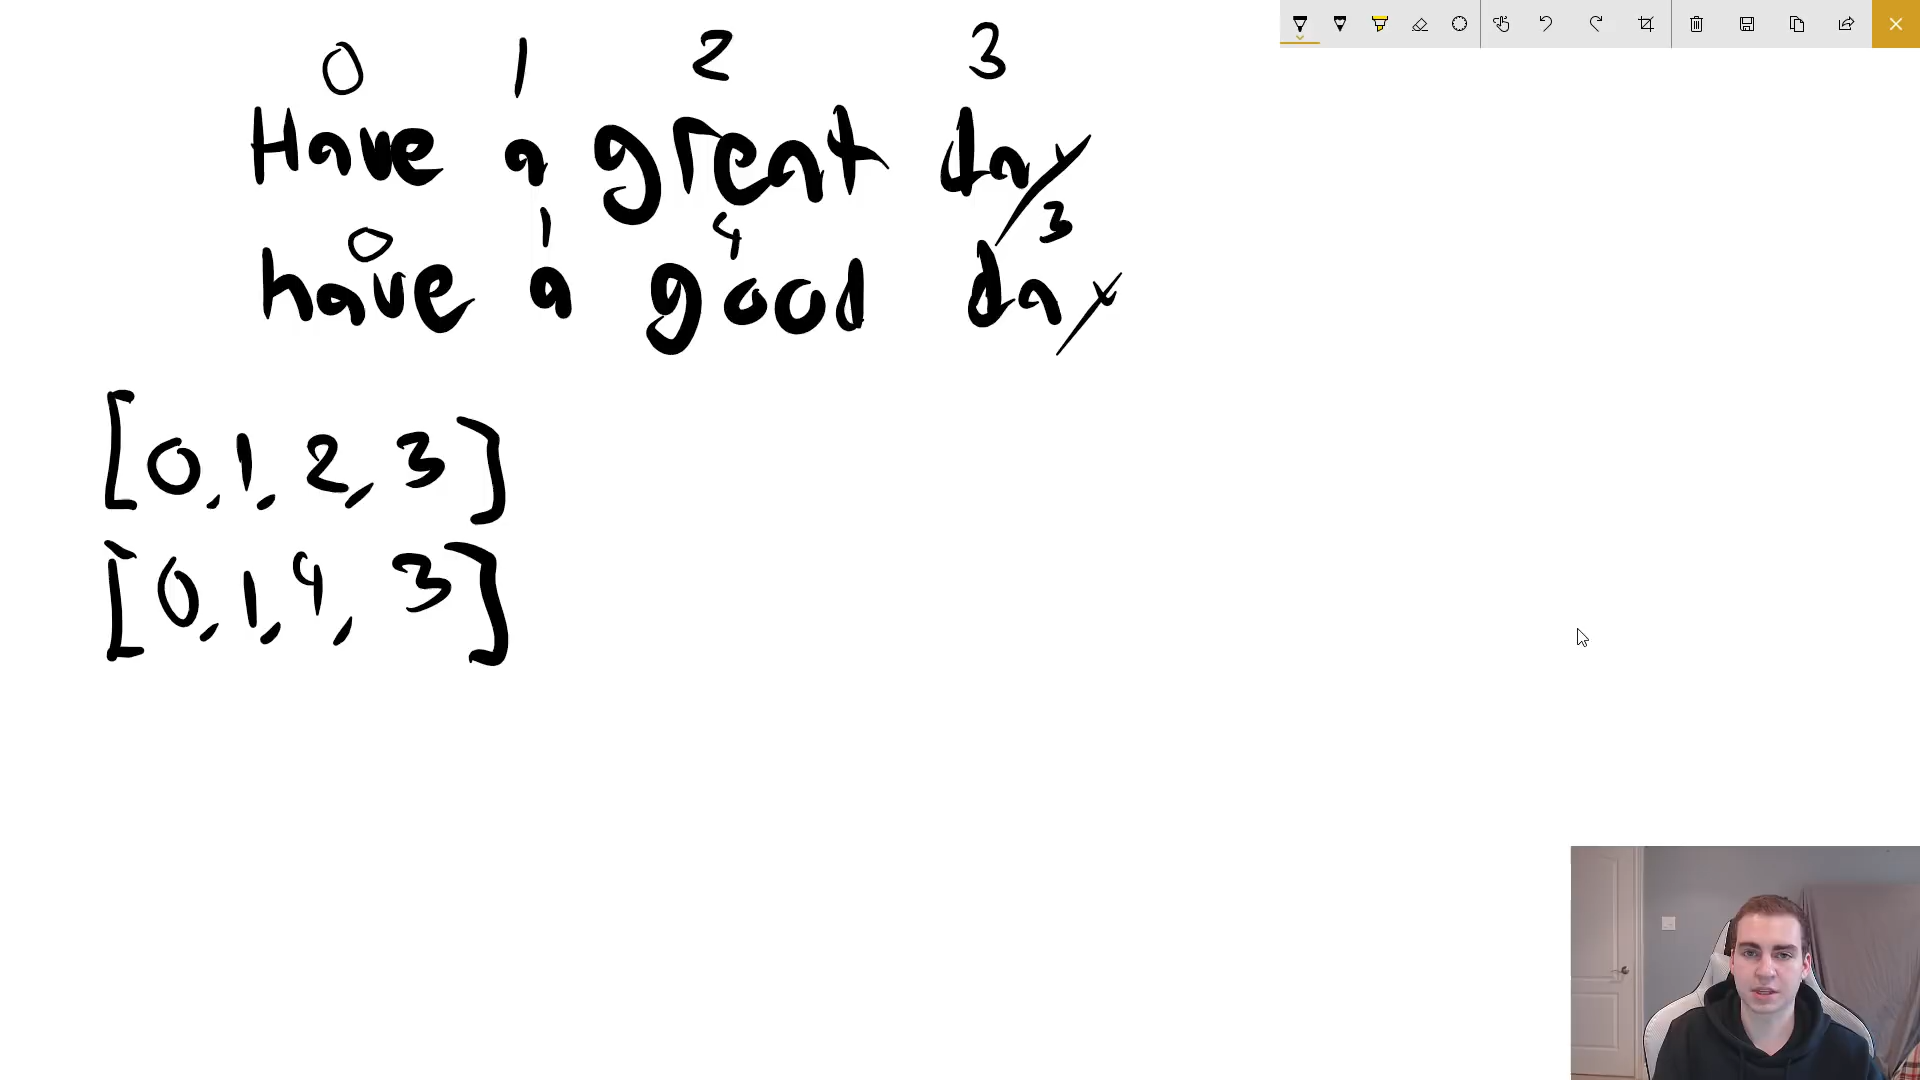 0 1 2 3
Have a great day
0 1 4 3
have a good day
[0,1,2,3]
[0,1,4,3]